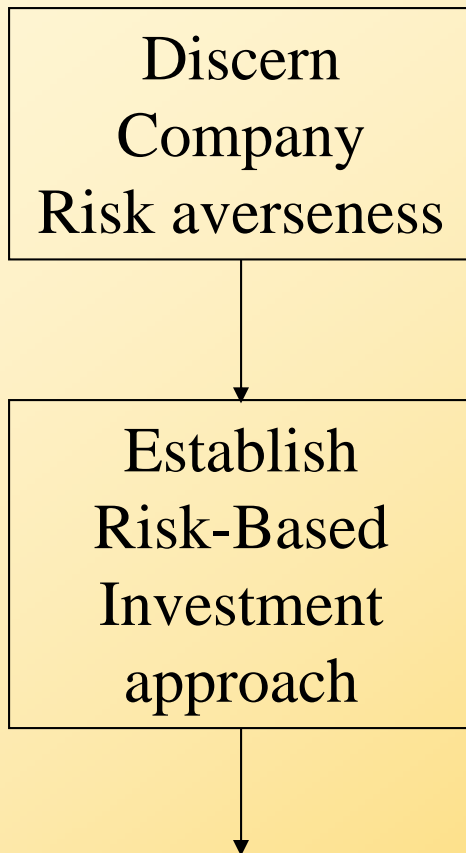 Discern
Company
Risk averseness
Establish
Risk-Based
Investment
approach